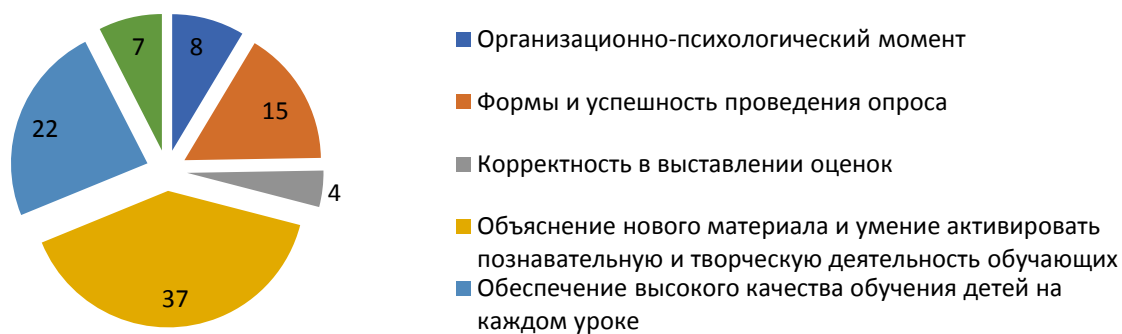 7
8
15
22
4
37
Организационно-психологический момент
Формы и успешность проведения опроса
Корректность в выставлении оценок
Объяснение нового материала и умение активировать
познавательную и творческую деятельность обучающих
Обеспечение высокого качества обучения детей на
каждом уроке